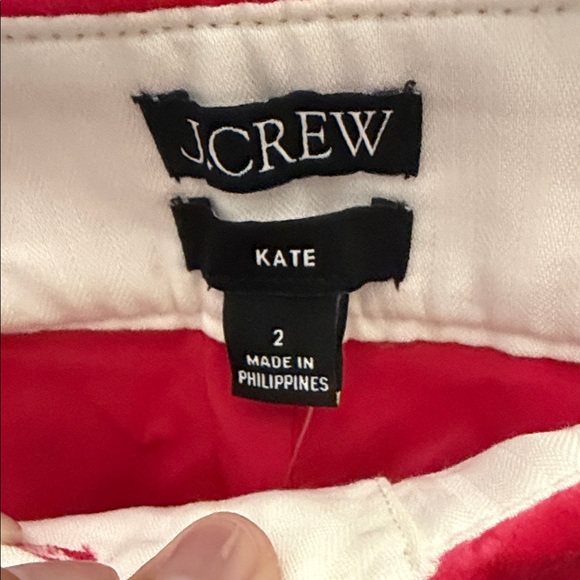 J.CREW
KATE
2
MADE IN
PHILIPPINES